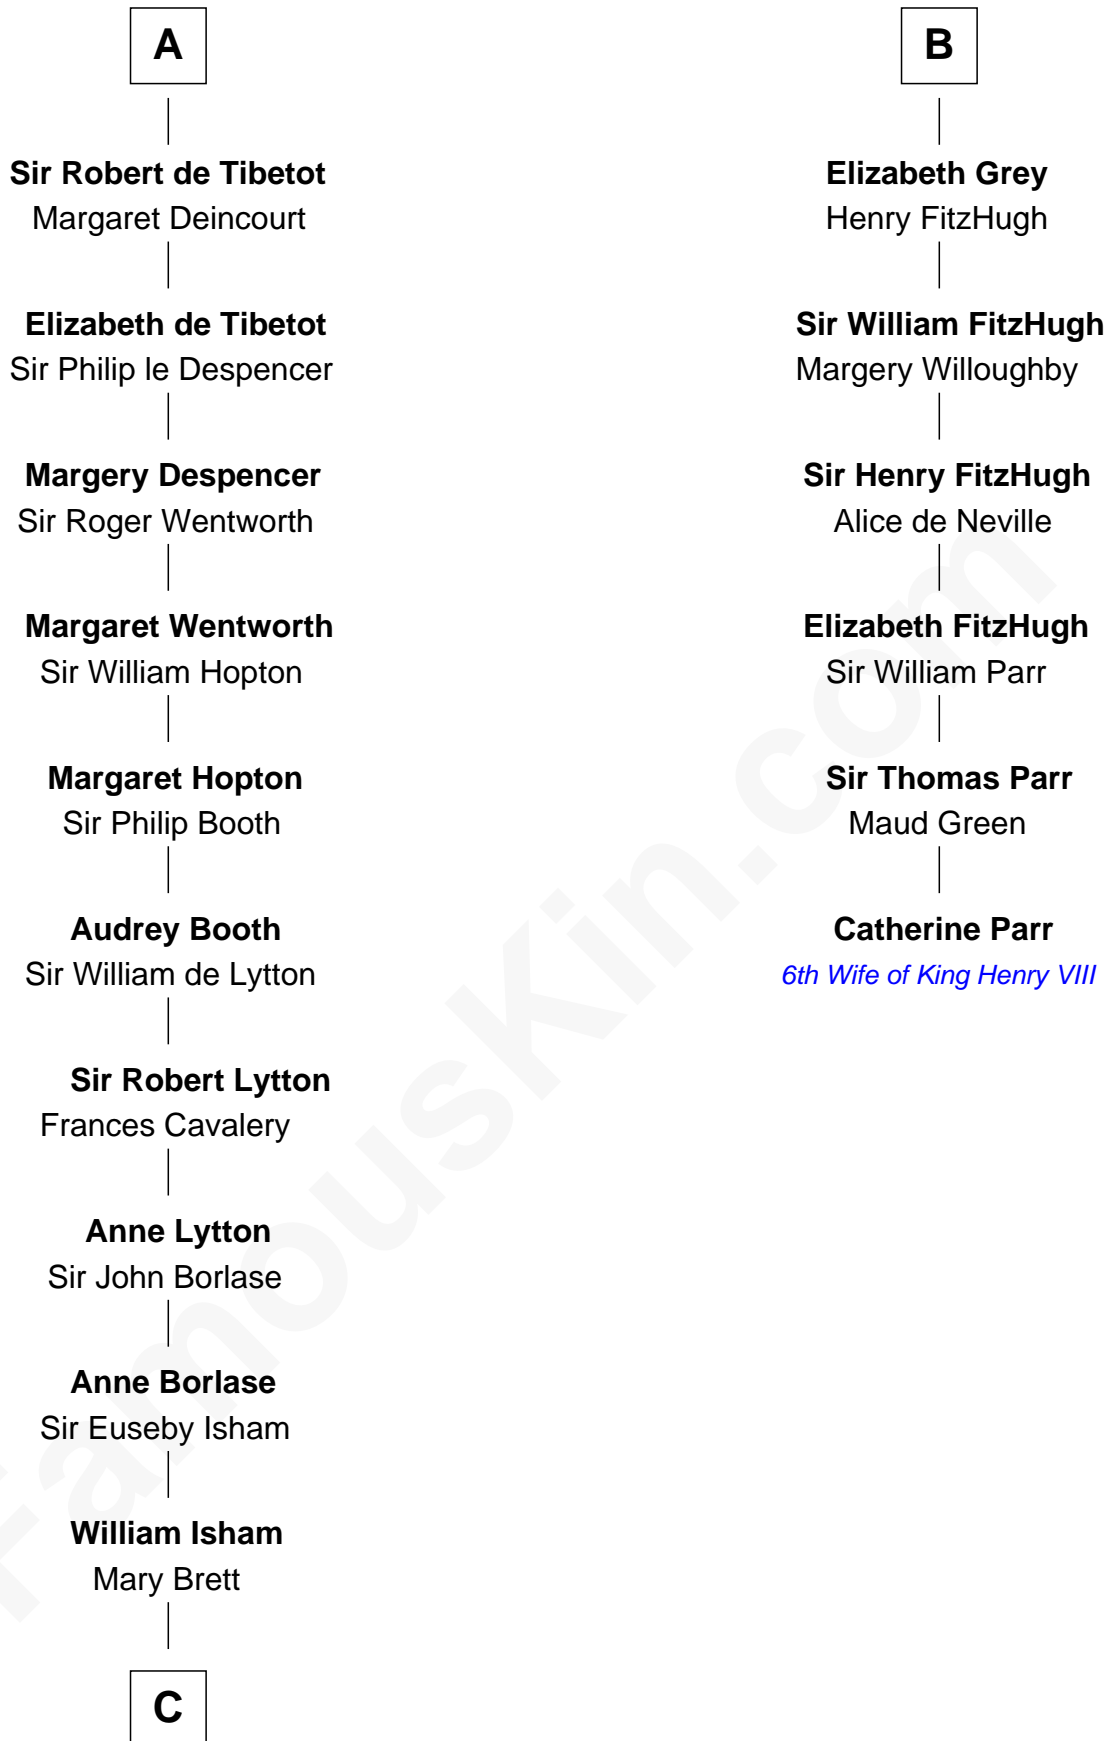 A
Sir Robert de Tibetot
Margaret Deincourt
Elizabeth de Tibetot
Sir Philip le Despencer
Margery Despencer
Sir Roger Wentworth
Margaret Wentworth
Sir William Hopton
Margaret Hopton
Sir Philip Booth
Audrey Booth
Sir William de Lytton
Sir Robert Lytton
Frances Cavalery
Anne Lytton
Sir John Borlase
Anne Borlase
Sir Euseby Isham
William Isham
Mary Brett
C
B
Elizabeth Grey
Henry FitzHugh
Sir William FitzHugh
Margery Willoughby
Sir Henry FitzHugh
Alice de Neville
Elizabeth FitzHugh
Sir William Parr
Sir Thomas Parr
Maud Green
Catherine Parr
6th Wife of King Henry VIII
FamousKin.com